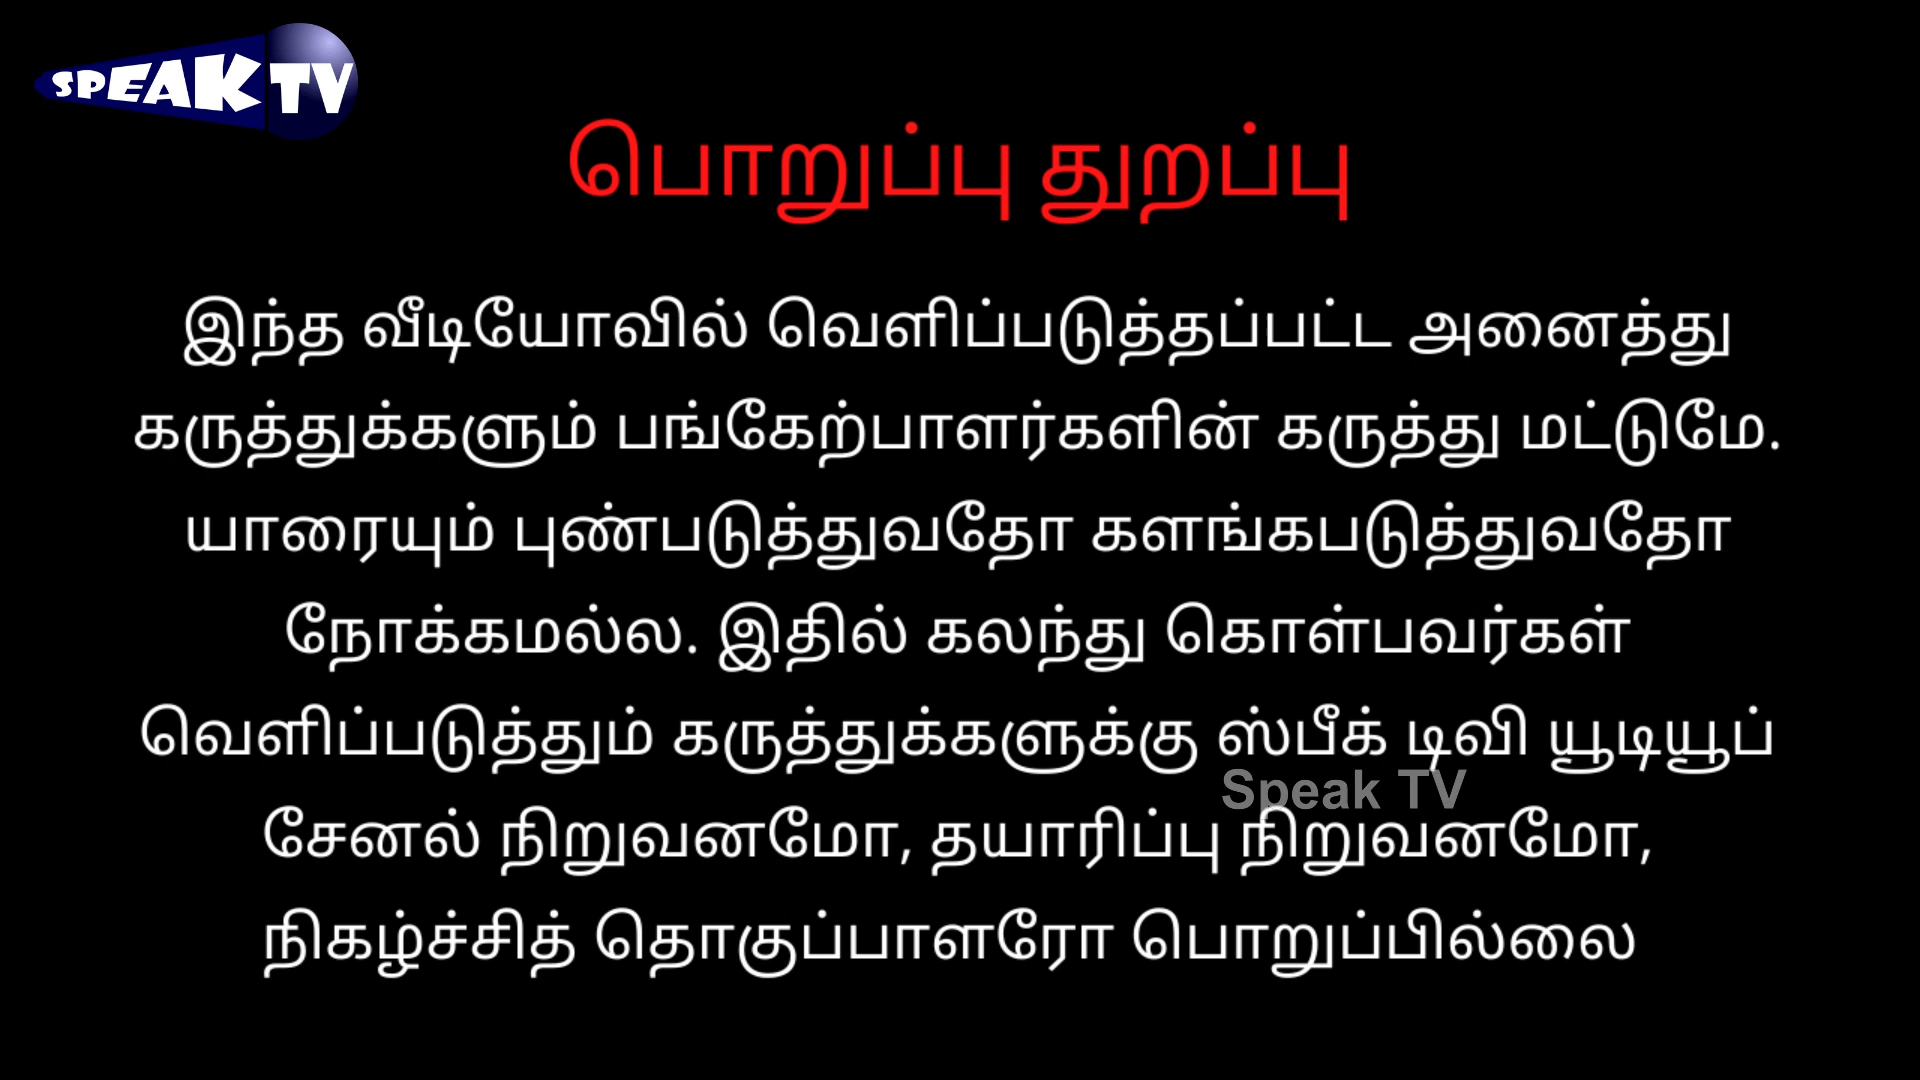 SPEAK TV
பொறுப்பு துறப்பு
இந்த வீடியோவில் வெளிப்படுத்தப்பட்ட அனைத்து
கருத்துக்களும் பங்கேற்பாளர்களின் கருத்து மட்டுமே.
யாரையும் புண்படுத்துவதோ களங்கபடுத்துவதோ
நோக்கமல்ல. இதில் கலந்து கொள்பவர்கள்
வெளிப்படுத்தும் கருத்துக்களுக்கு ஸ்பீக் டிவி யூடியூப்
Speak TV
சேனல் நிறுவனமோ, தயாரிப்பு நிறுவனமோ,
நிகழ்ச்சித் தொகுப்பாளரோ பொறுப்பில்லை